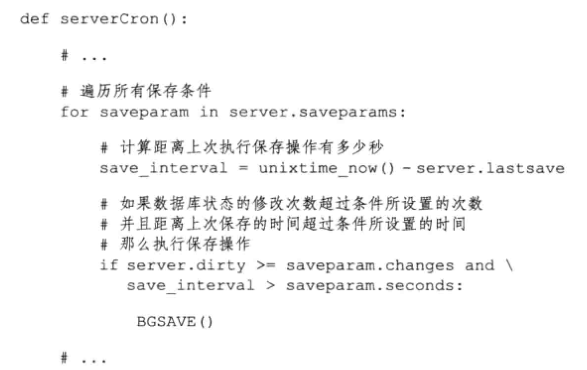 def serverCron():
# ...
# 遍历所有保存条件
for saveparam in server.saveparams:
# 计算距离上次执行保存操作有多少秒
save_interval = unixtime_now() - server.lastsave
# 如果数据库状态的修改次数超过条件所设置的次数
# 并且距离上次保存的时间超过条件所设置的时间
# 那么执行保存操作
if server.dirty >= saveparam.changes and \
save_interval > saveparam.seconds:
BGSAVE()
# ...